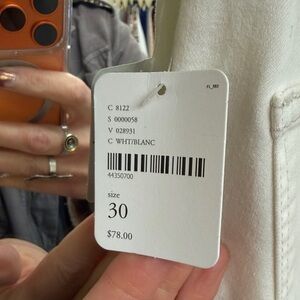 C 8122
S 0000058
V 028931
C WHT/BLANC
44350700
size
30
$78.00